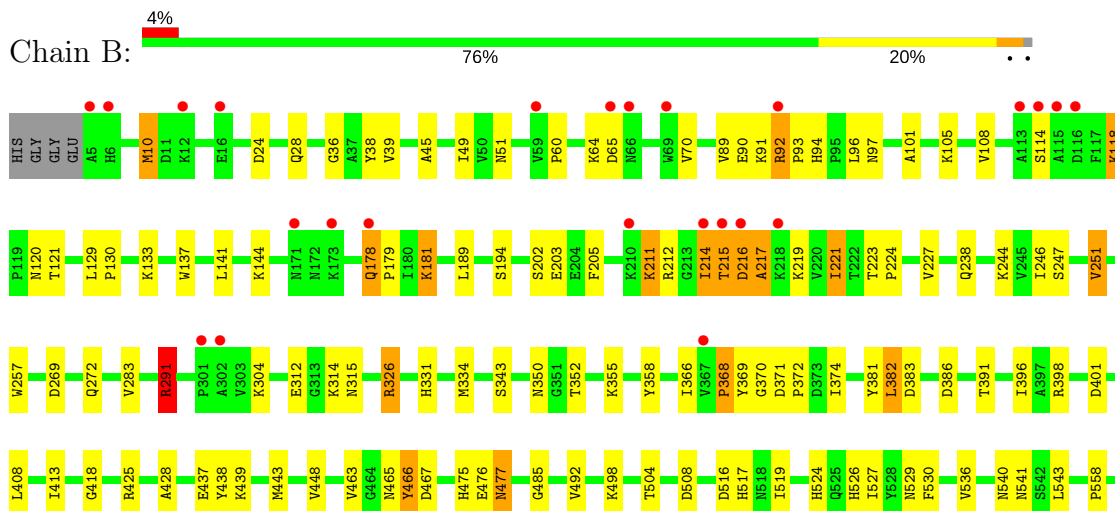 4%
Chain B:
76% 20% • •
HIS GLY GLY GLU A5 H6 M10 D11 K12 E16 D24 Q28 G36 A37 Y38 V39 A45 I49 V50 N51 V59 P60 K64 D65 N66 W69 V70 V89 E90 K91 R92 P93 H94 P95 L96 N97 A101 K105 V108 A113 S114 A115 D116 F117 K118
P119 N120 T121 L129 P130 K133 W137 L141 K144 N171 N172 K173 Q178 P179 I180 K181 L189 S194 S202 E203 E204 F205 K210 K211 R212 G213 I214 T215 D216 A217 K218 K219 V220 I221 T222 T223 P224 V227 Q238 K244 V245 I246 S247 V251
W257 D269 Q272 V283 R291 P301 A302 V303 K304 E312 G313 K314 N315 R326 H331 M334 S343 N350 G351 T352 K355 Y358 I366 V367 P368 Y369 G370 D371 P372 D373 I374 Y381 L382 D383 D386 T391 I396 A397 R398 D401
L408 I413 G418 R425 A428 E437 Y438 K439 M443 V448 V463 G464 N465 Y466 D467 H475 E476 N477 G485 V492 K498 T504 D508 D516 H517 N518 I519 H524 Q525 H526 I527 Y528 N529 F530 V536 N540 N541 S542 L543 P558